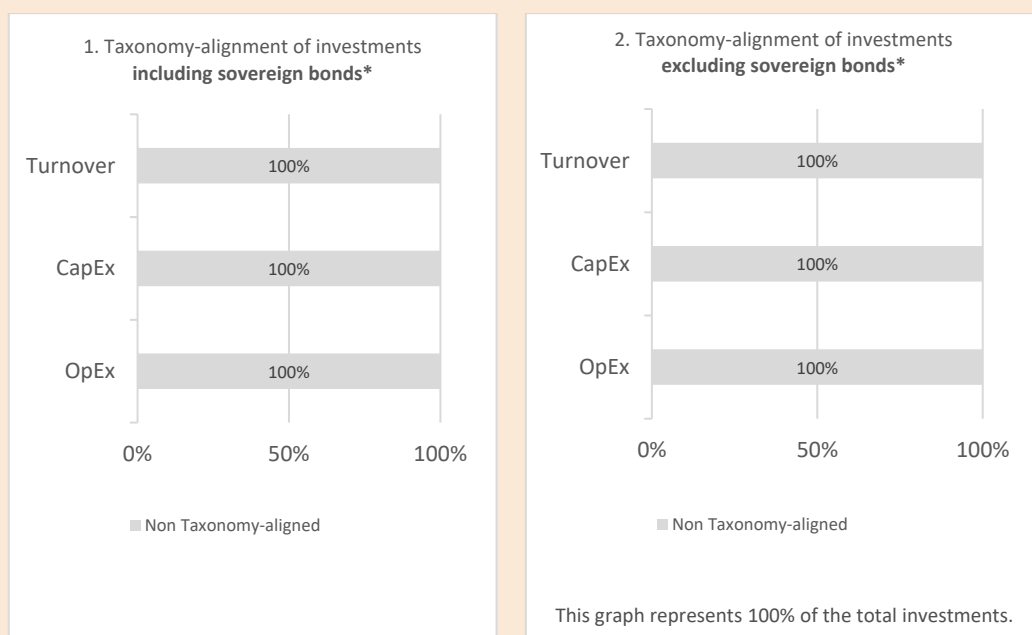 1. Taxonomy-alignment of investments
including sovereign bonds*
Turnover
100%
CapEx
100%
OpEx
100%
0% 50% 100%
Non Taxonomy-aligned
2. Taxonomy-alignment of investments
excluding sovereign bonds*
Turnover
100%
CapEx
100%
OpEx
100%
0% 50% 100%
Non Taxonomy-aligned
This graph represents 100% of the total investments.